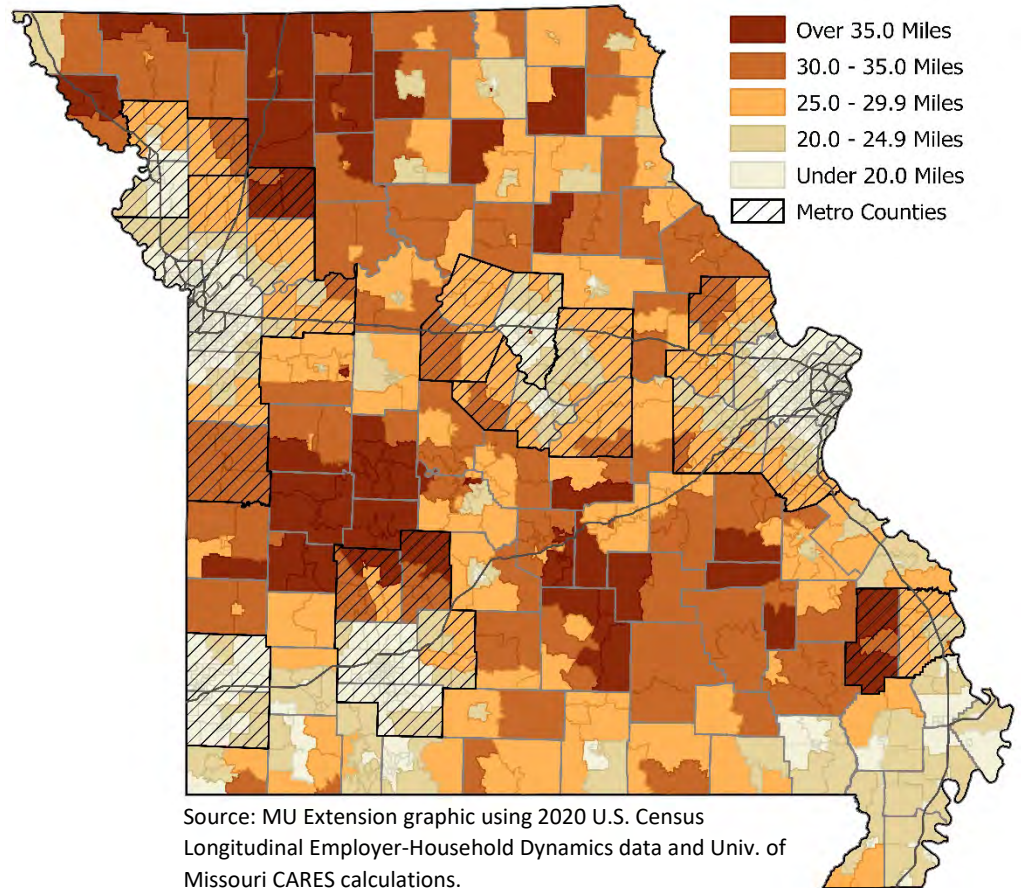 Over 35.0 Miles
30.0 - 35.0 Miles
25.0 - 29.9 Miles
20.0 - 24.9 Miles
Under 20.0 Miles
Metro Counties
Source: MU Extension graphic using 2020 U.S. Census
Longitudinal Employer-Household Dynamics data and Univ. of
Missouri CARES calculations.